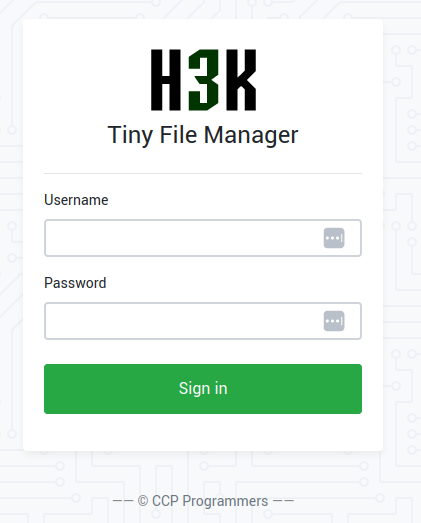 H3K
Tiny File Manager
Username
Password
Sign in
—— © CCP Programmers ——